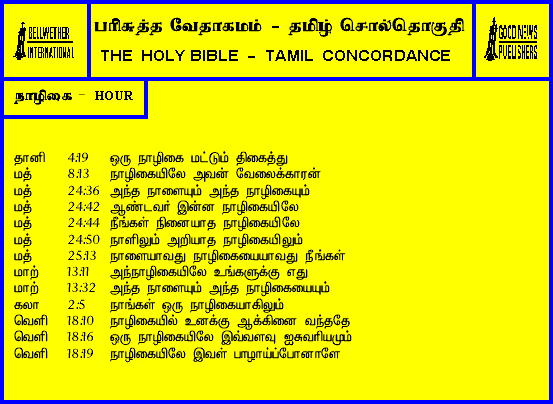 BELLWETHER
INTERNATIONAL
பரிசுத்த வேதாகமம் - தமிழ் சொல்தொகுதி
THE HOLY BIBLE - TAMIL CONCORDANCE
GOOD NEWS
PUBLISHERS
நாழிகை - HOUR
தானி 4:19 ஒரு நாழிகை மட்டும் திகைத்து
மத் 8:13 நாழிகையிலே அவன் வேலைக்காரன்
மத் 24:36 அந்த நாளையும் அந்த நாழிகையும்
மத் 24:42 ஆண்டவர் இன்ன நாழிகையிலே
மத் 24:44 நீங்கள் நினையாத நாழிகையிலே
மத் 24:50 நாளிலும் அறியாத நாழிகையிலும்
மத் 25:13 நாளையாவது நாழிகையையாவது நீங்கள்
மாற் 13:11 அந்நாழிகையிலே உங்களுக்கு எது
மாற் 13:32 அந்த நாளையும் அந்த நாழிகையையும்
கலா 2:5 நாங்கள் ஒரு நாழிகையாகிலும்
வெளி 18:10 நாழிகையில் உனக்கு ஆக்கினை வந்ததே
வெளி 18:16 ஒரு நாழிகையிலே இவ்வளவு ஐசுவரியமும்
வெளி 18:19 நாழிகையிலே இவள் பாழாய்ப்போனாளே